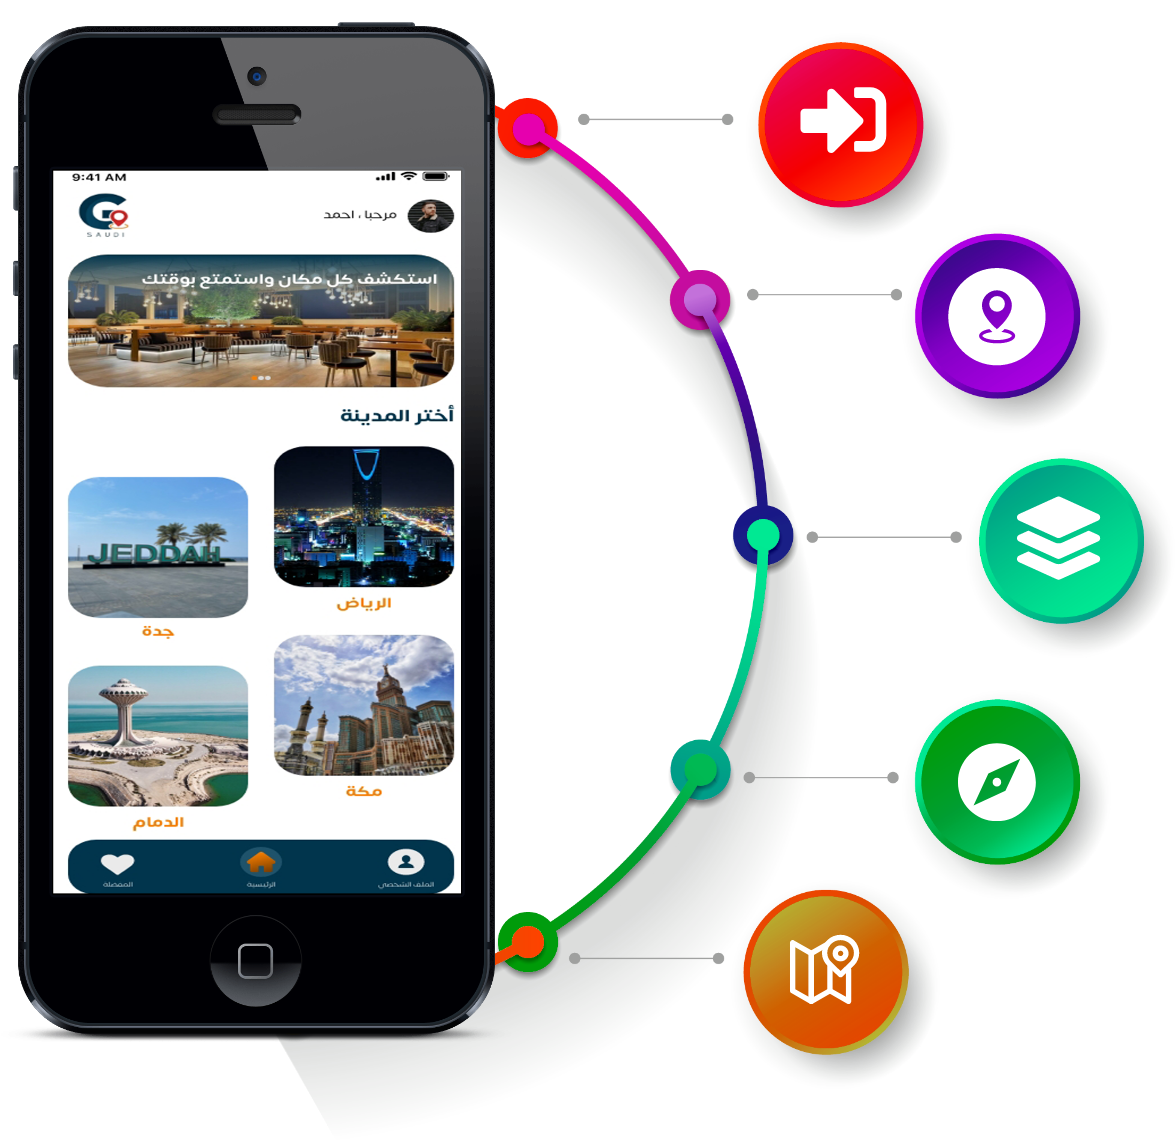 9:41 AM
GO
SAUDI
مرحبا ، احمد
استكشف كل مكان واستمتع بوقتك
أختر المدينة
JEDDAH
الرياض
جدة
مكة
الدمام
الملف الشخصي
الرئيسية
المفضلة